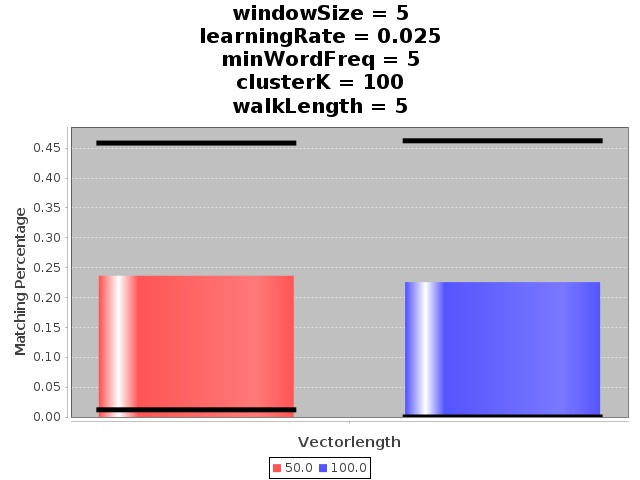 windowSize = 5
learningRate = 0.025
minWordFreq = 5
clusterK = 100
walkLength = 5
Matching Percentage
0.45
0.40
0.35
0.30
0.25
0.20
0.15
0.10
0.05
0.00
Vectorlength
50.0 100.0